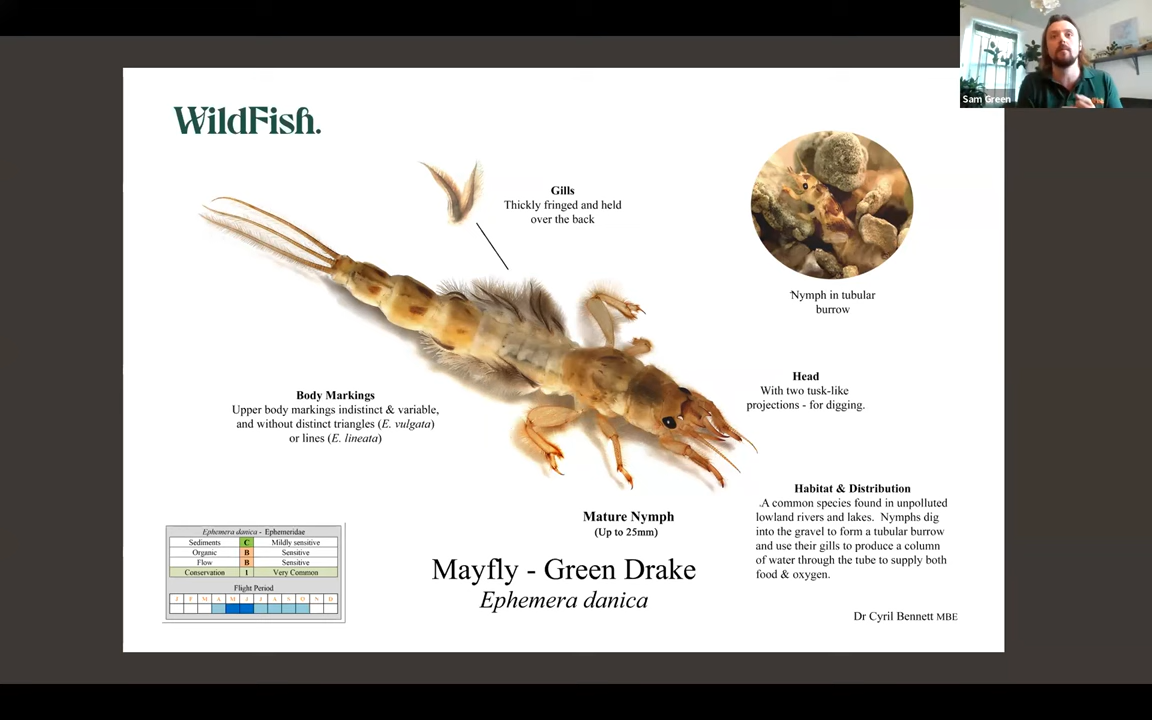 Sam Green
WildFish.
Gills
Thickly fringed and held
over the back
Nymph in tubular
burrow
Head
With two tusk-like
projections - for digging.
Body Markings
Upper body markings indistinct & variable,
and without distinct triangles (E. vulgata)
or lines (E. lineata)
Habitat & Distribution
.A common species found in unpolluted
lowland rivers and lakes. Nymphs dig
into the gravel to form a tubular burrow
and use their gills to produce a column
of water through the tube to supply both
food & oxygen.
Mature Nymph
(Up to 25mm)
Mayfly - Green Drake
Ephemera danica
Ephemera danica - Ephemeridae
Sediments C Mildly sensitive
Organic B Sensitive
Flow B Sensitive
Conservation 1 Very Common
Flight Period
J F M A M J J A S O N D
Dr Cyril Bennett MBE